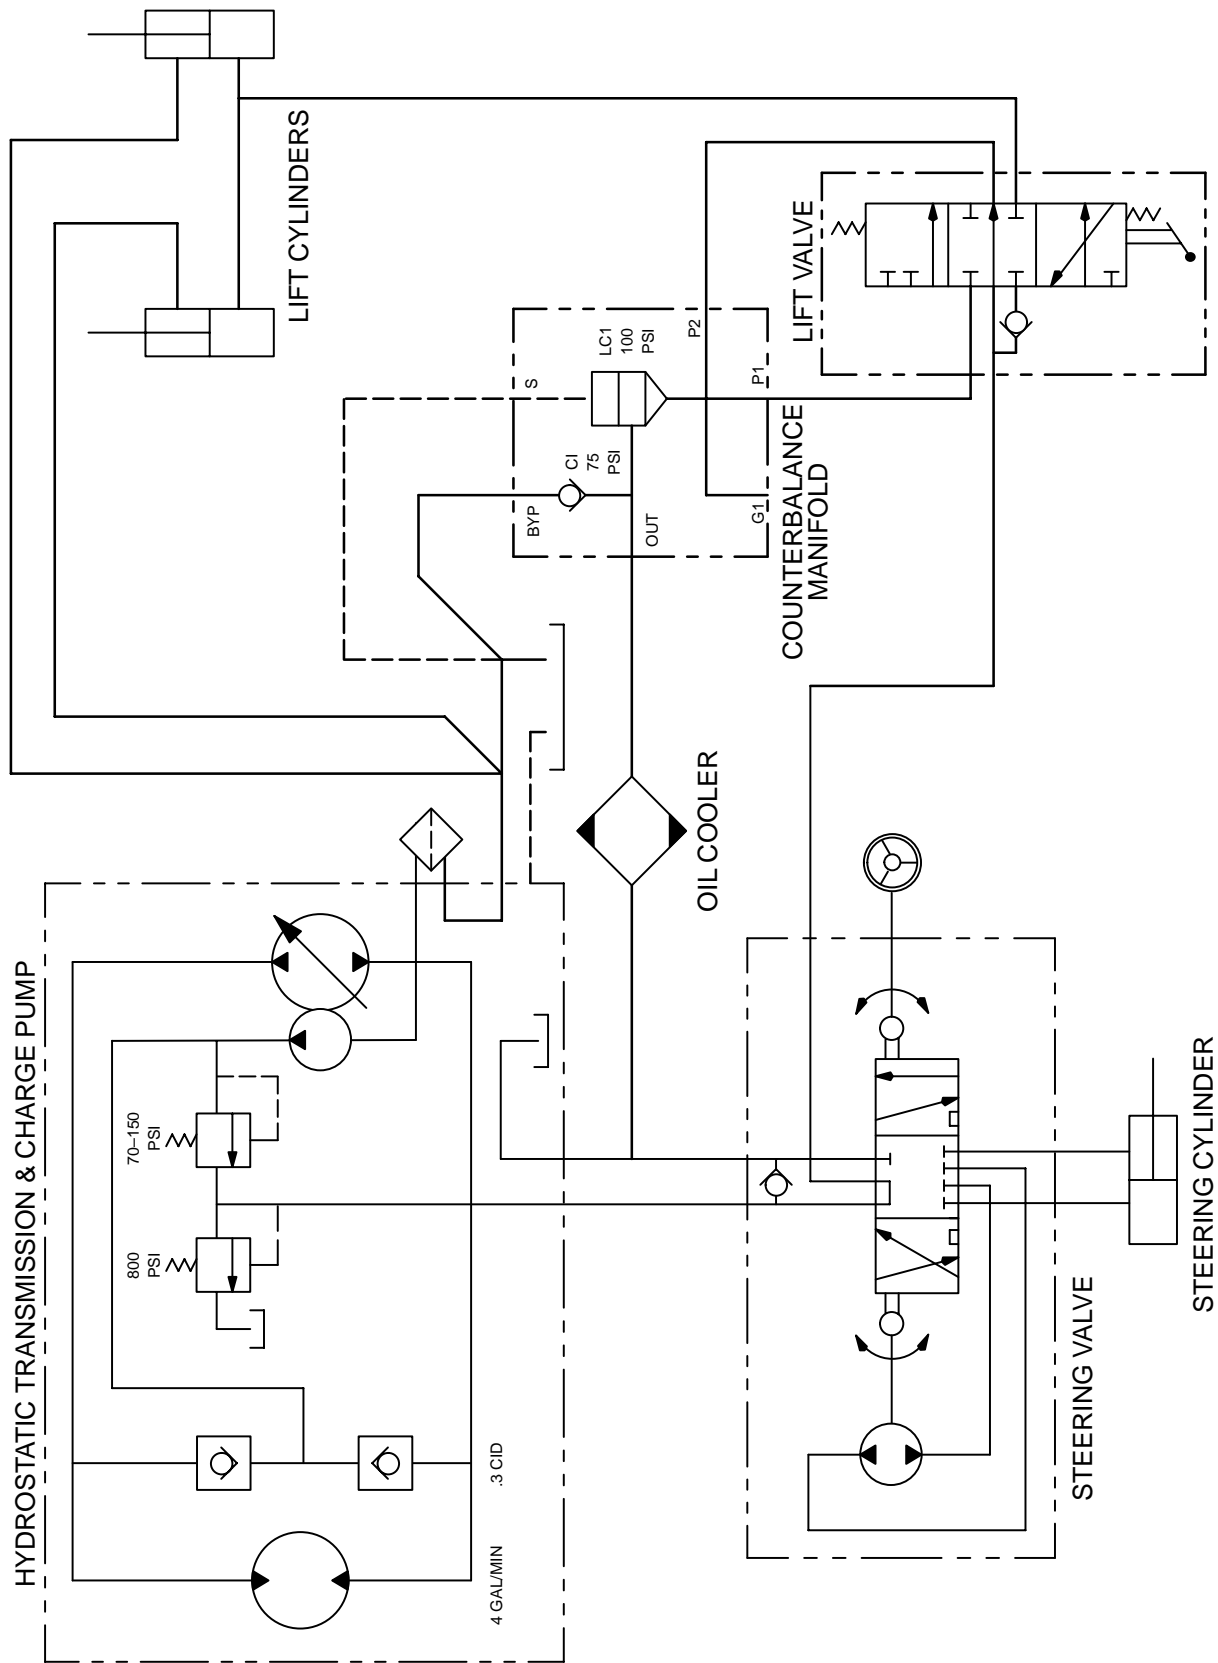 HYDROSTATIC TRANSMISSION & CHARGE PUMP
4 GAL/MIN
.3 CID
800
PSI
70–150
PSI
LIFT CYLINDERS
S
BYP
CI
75
PSI
OUT
LC1
100
PSI
P2
P1
G1
COUNTERBALANCE
MANIFOLD
LIFT VALVE
OIL COOLER
STEERING VALVE
STEERING CYLINDER